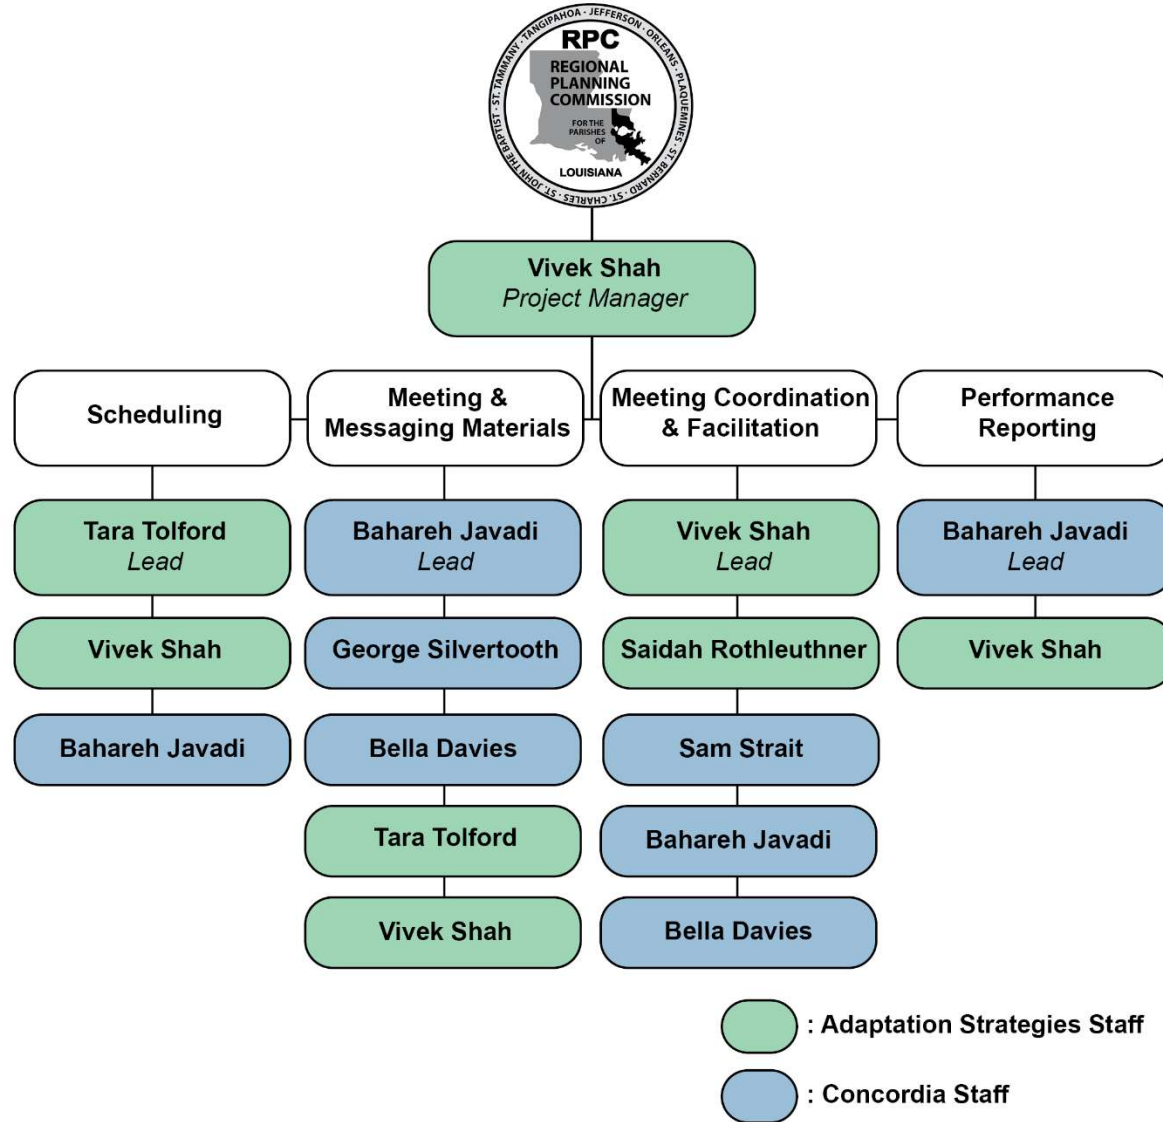 ST. JOHN THE BAPTIST · ST. TAMMANY · TANGIPAHOA · JEFFERSON · ORLEANS · PLAQUEMINES · ST. BERNARD · ST. CHARLES ·
RPC
REGIONAL
PLANNING
COMMISSION
FOR THE
PARISHES
OF
LOUISIANA
Vivek Shah
Project Manager
Scheduling
Tara Tolford
Lead
Vivek Shah
Bahareh Javadi
Meeting &
Messaging Materials
Bahareh Javadi
Lead
George Silvertooth
Bella Davies
Tara Tolford
Vivek Shah
Meeting Coordination
& Facilitation
Vivek Shah
Lead
Saidah Rothleuthner
Sam Strait
Bahareh Javadi
Bella Davies
Performance
Reporting
Bahareh Javadi
Lead
Vivek Shah
: Adaptation Strategies Staff
: Concordia Staff